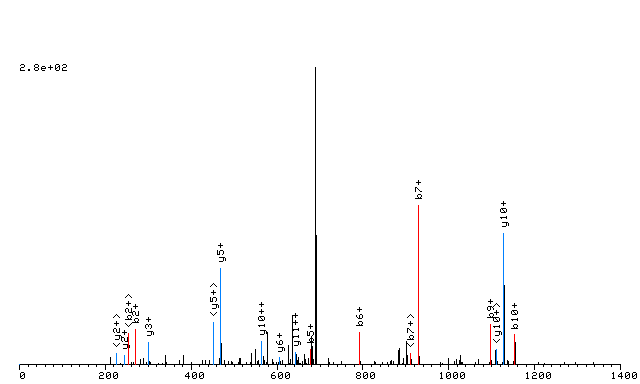 2.8e+02
<y2+>
y2+
<b2+>
b2+
y3+
<y5+>
y5+
y10++
y6+
y11++
b5+
b6+
<b7+>
b7+
b9+
<y10+>
y10+
b10+
0 200 400 600 800 1000 1200 1400